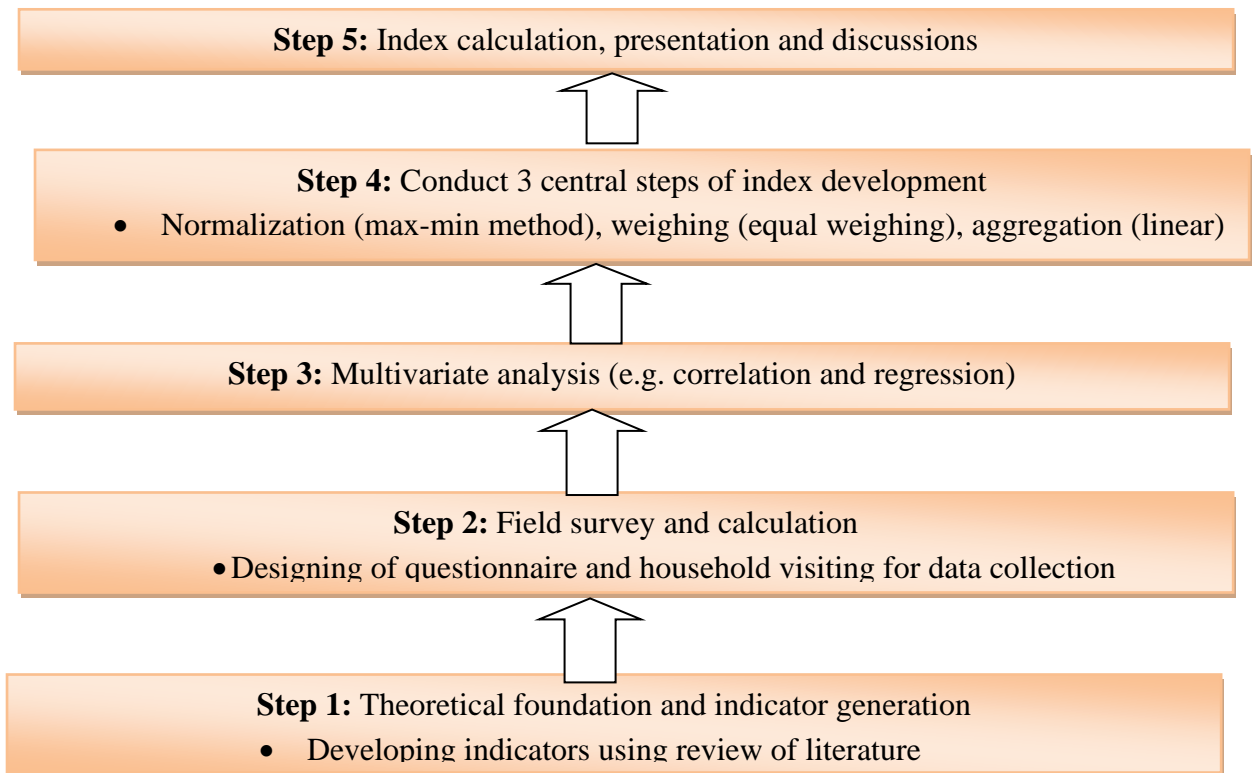 Step 5: Index calculation, presentation and discussions
Step 4: Conduct 3 central steps of index development
• Normalization (max-min method), weighing (equal weighing), aggregation (linear)
Step 3: Multivariate analysis (e.g. correlation and regression)
Step 2: Field survey and calculation
• Designing of questionnaire and household visiting for data collection
Step 1: Theoretical foundation and indicator generation
• Developing indicators using review of literature